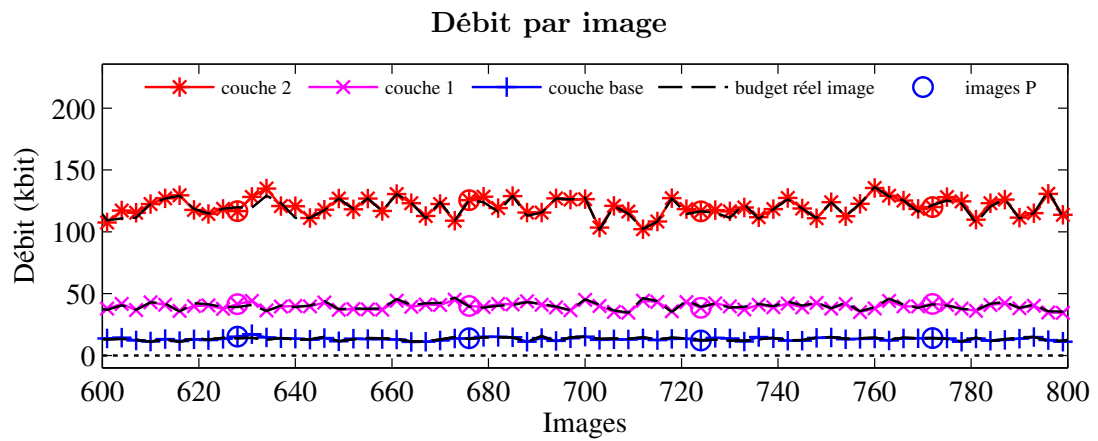 Débit par image
couche 2 couche 1 couche base budget réel image images P
200
150
100
50
0
Débit (kbit)
600 620 640 660 680 700 720 740 760 780 800
Images